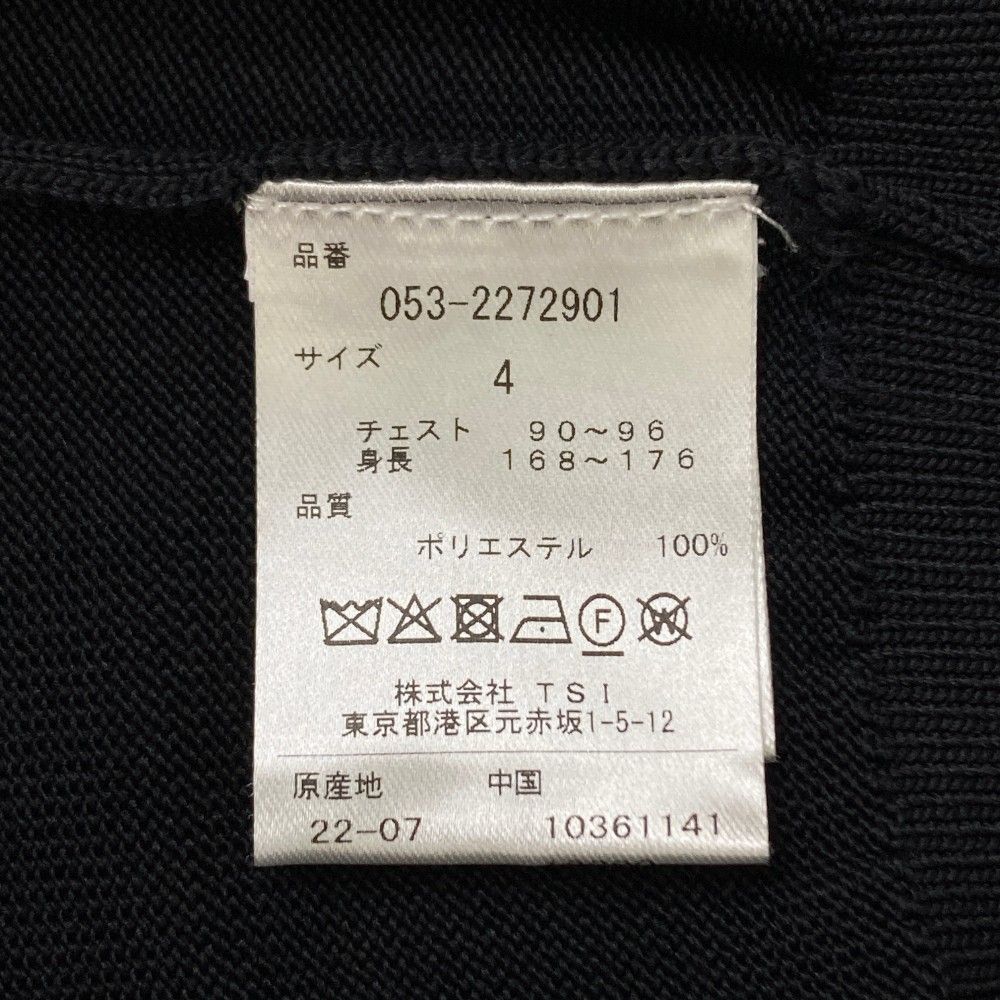 品番
053-2272901
サイズ
4
チェスト 90～96
身長 168～176
品質
ポリエステル 100%
F W
株式会社 TSI
東京都港区元赤坂1-5-12
原産地 中国
22-07 10361141